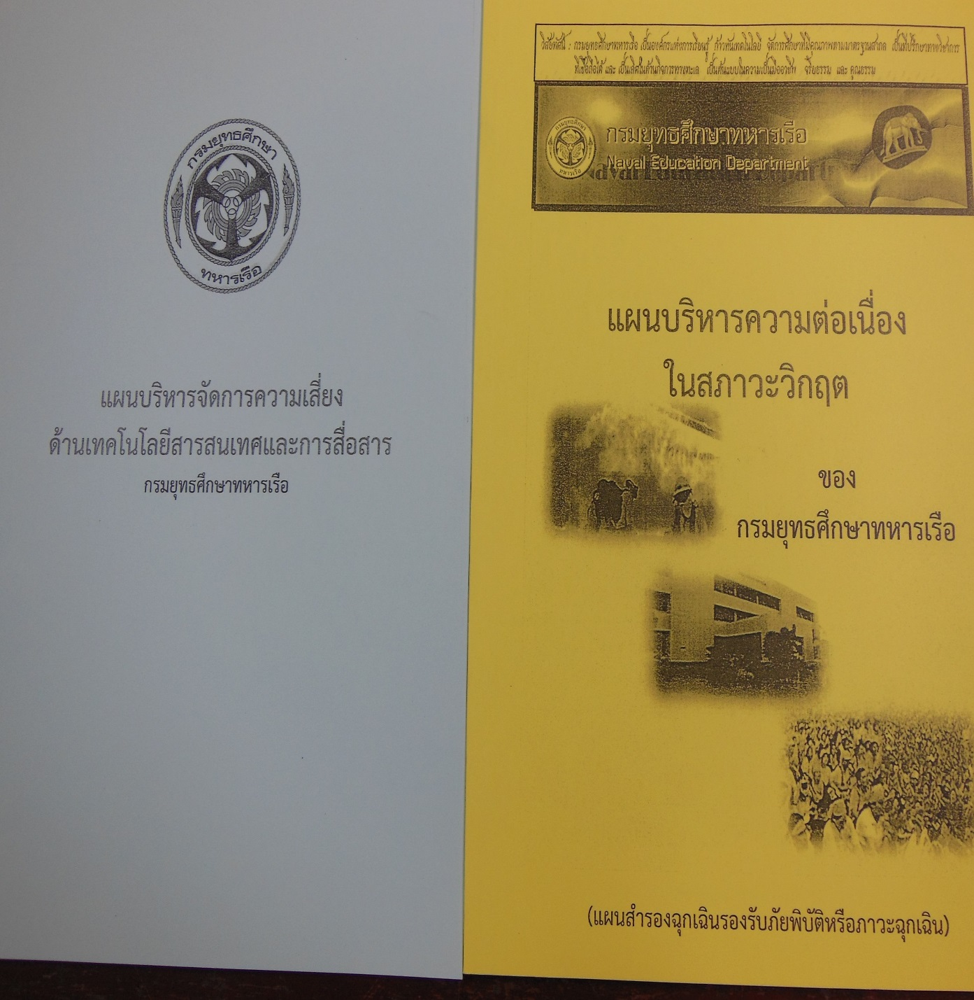 กรมยุทธศึกษา
ทหารเรือ
แผนบริหารจัดการความเสี่ยง
ด้านเทคโนโลยีสารสนเทศและการสื่อสาร
กรมยุทธศึกษาทหารเรือ
วิสัยทัศน์ : กรมยุทธศึกษาทหารเรือ เป็นองค์กรแห่งการเรียนรู้ ก้าวทันเทคโนโลยี จัดการศึกษาที่มีคุณภาพตามมาตรฐานสากล เป็นที่ปรึกษาทางวิชาการ
ที่เชื่อถือได้ และ เป็นเลิศในด้านกิจการทางทะเล เป็นต้นแบบในความเป็นมืออาชีพ จริยธรรม และ คุณธรรม
กรมยุทธศึกษา
ทหารเรือ
กรมยุทธศึกษาทหารเรือ
Naval Education Department
แผนบริหารความต่อเนื่อง
ในสภาวะวิกฤต
ของ
กรมยุทธศึกษาทหารเรือ
(แผนสำรองฉุกเฉินรองรับภัยพิบัติหรือภาวะฉุกเฉิน)